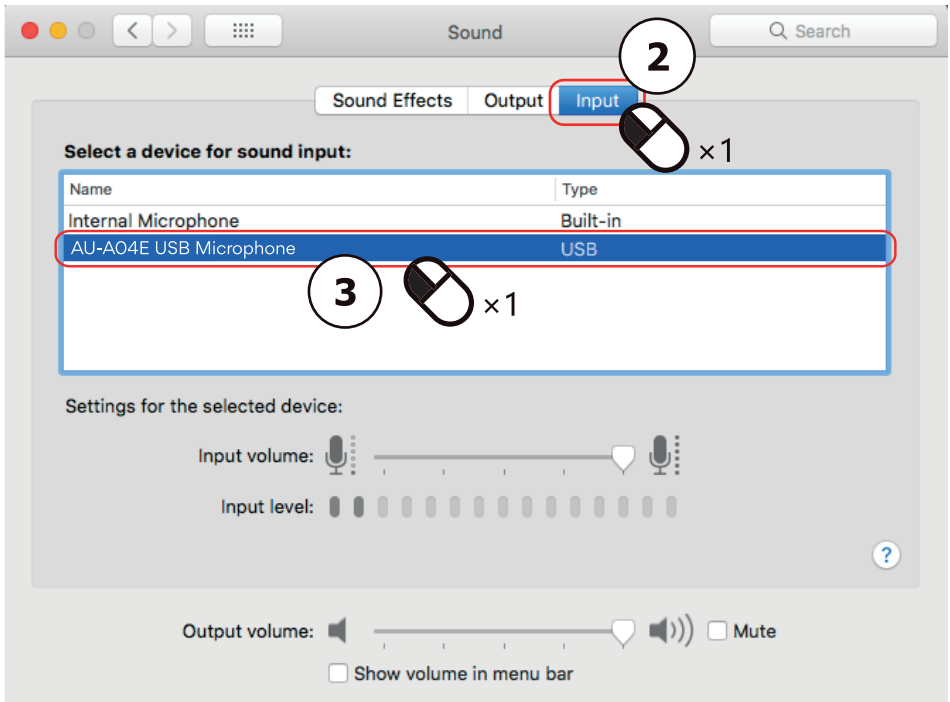 Sound
Search
2
Sound Effects Output Input
×1
Select a device for sound input:
Name Type
Internal Microphone Built-in
AU-A04E USB Microphone USB
3 ×1
Settings for the selected device:
Input volume:
Input level:
?
Output volume: Mute
Show volume in menu bar